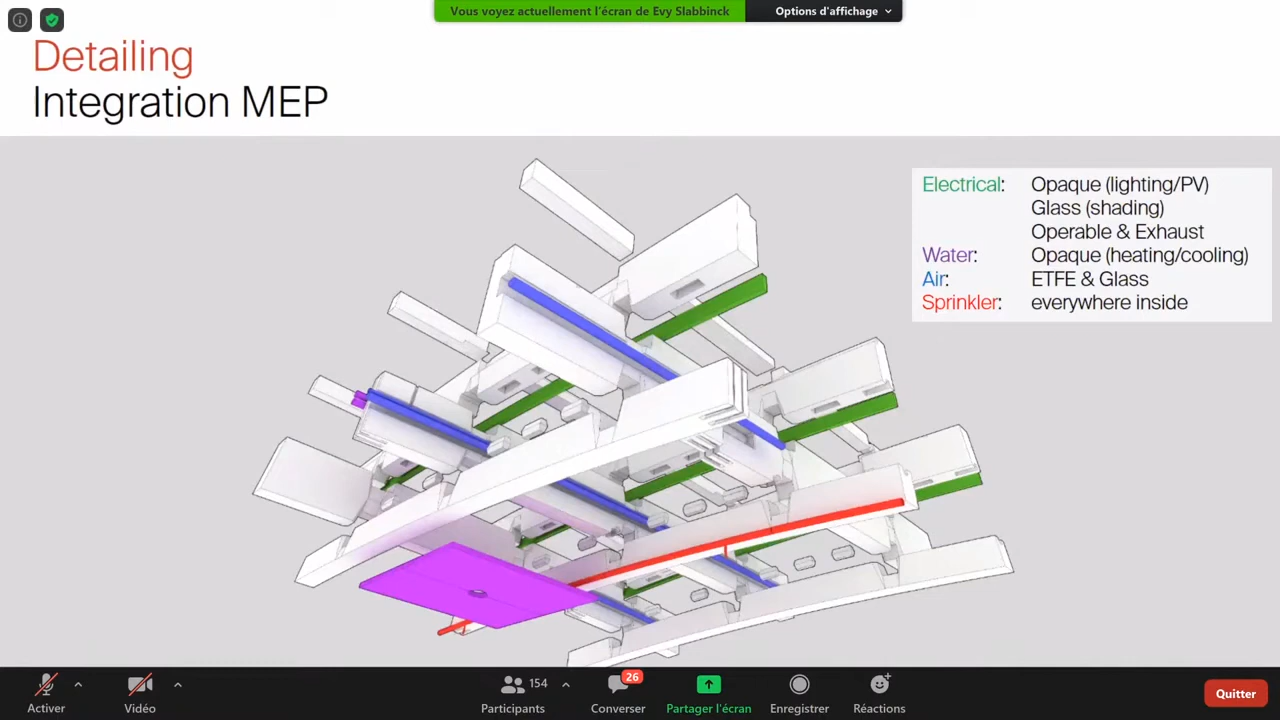 Vous voyez actuellement l'écran de Evy Slabbinck
Options d'affichage
Detailing
Integration MEP
Electrical: Opaque (lighting/PV)
Glass (shading)
Operable & Exhaust
Water: Opaque (heating/cooling)
Air: ETFE & Glass
Sprinkler: everywhere inside
Activer
Vidéo
154
Participants
26
Converser
Partager l'écran
Enregistrer
Réactions
Quitter